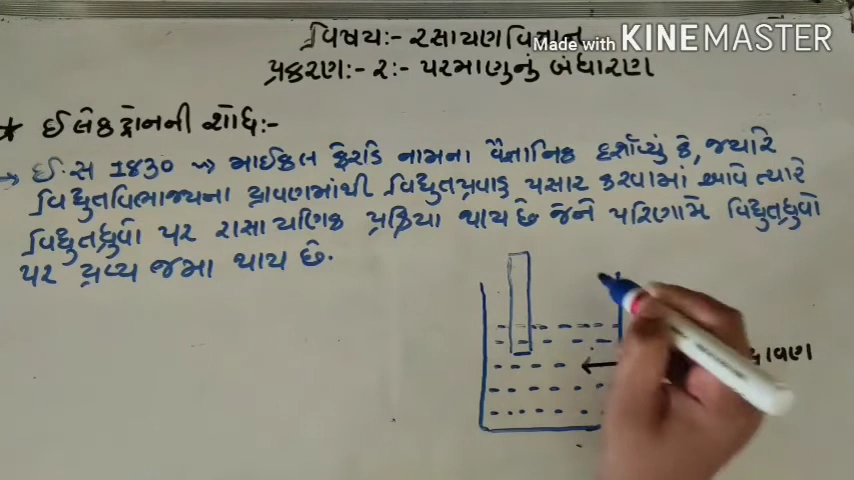 વિષય:- રસાયણવિજ્ઞાન
Made with KINEMASTER
પ્રકરણ:- ૨:- પરમાણુનું બંધારણ
★ ઈલેકટ્રોનની શોધ:-
→ ઈ.સ 1830 ⇝ માઈકલ ફેરાડે નામના વૈજ્ઞાનિકે દર્શાવ્યું કે, જ્યારે
વિદ્યુતવિભાજ્યના દ્રાવણમાંથી વિદ્યુતપ્રવાહ પસાર કરવામાં આવે ત્યારે
વિદ્યુતધ્રુવો પર રાસાયણિક પ્રક્રિયા થાય છે જેને પરિણામે વિદ્યુતધ્રુવો
પર દ્રવ્ય જમા થાય છે.